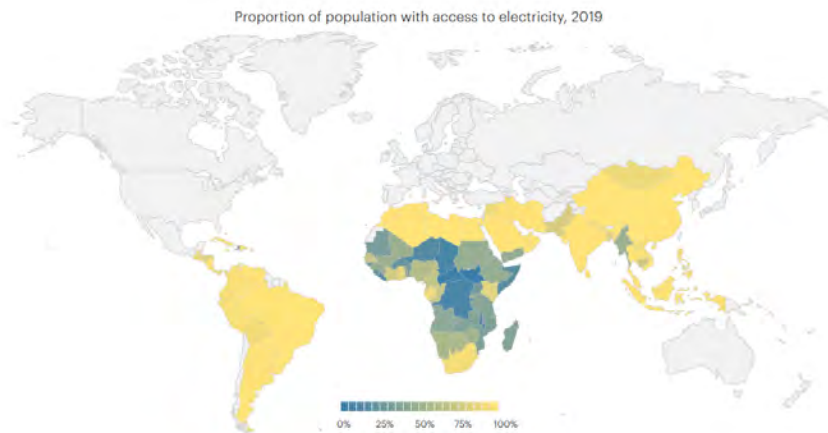 Proportion of population with access to electricity, 2019
0% 25% 50% 75% 100%